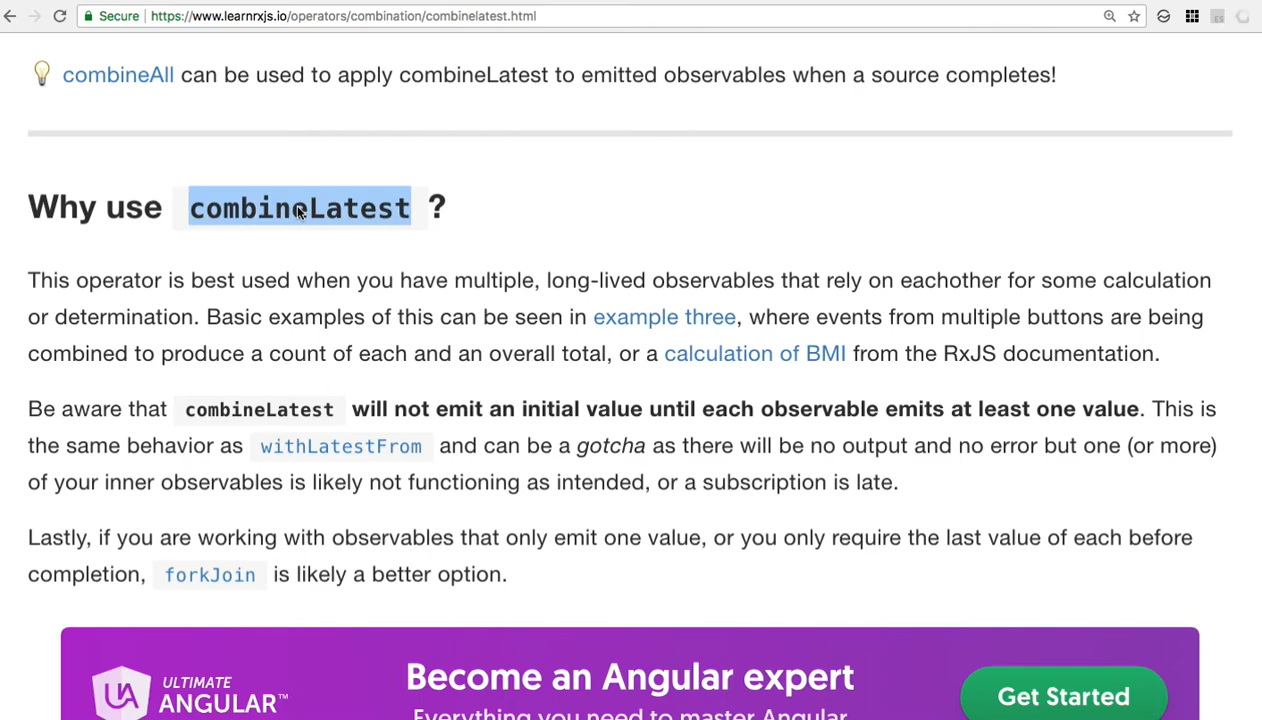 Secure https://www.learnrxjs.io/operators/combination/combinelatest.html
combineAll can be used to apply combineLatest to emitted observables when a source completes!
Why use combineLatest ?
This operator is best used when you have multiple, long-lived observables that rely on eachother for some calculation
or determination. Basic examples of this can be seen in example three, where events from multiple buttons are being
combined to produce a count of each and an overall total, or a calculation of BMI from the RxJS documentation.
Be aware that combineLatest will not emit an initial value until each observable emits at least one value. This is
the same behavior as withLatestFrom and can be a gotcha as there will be no output and no error but one (or more)
of your inner observables is likely not functioning as intended, or a subscription is late.
Lastly, if you are working with observables that only emit one value, or you only require the last value of each before
completion, forkJoin is likely a better option.
UA ULTIMATE
ANGULAR™
Become an Angular expert
Everything you need to master Angular
Get Started